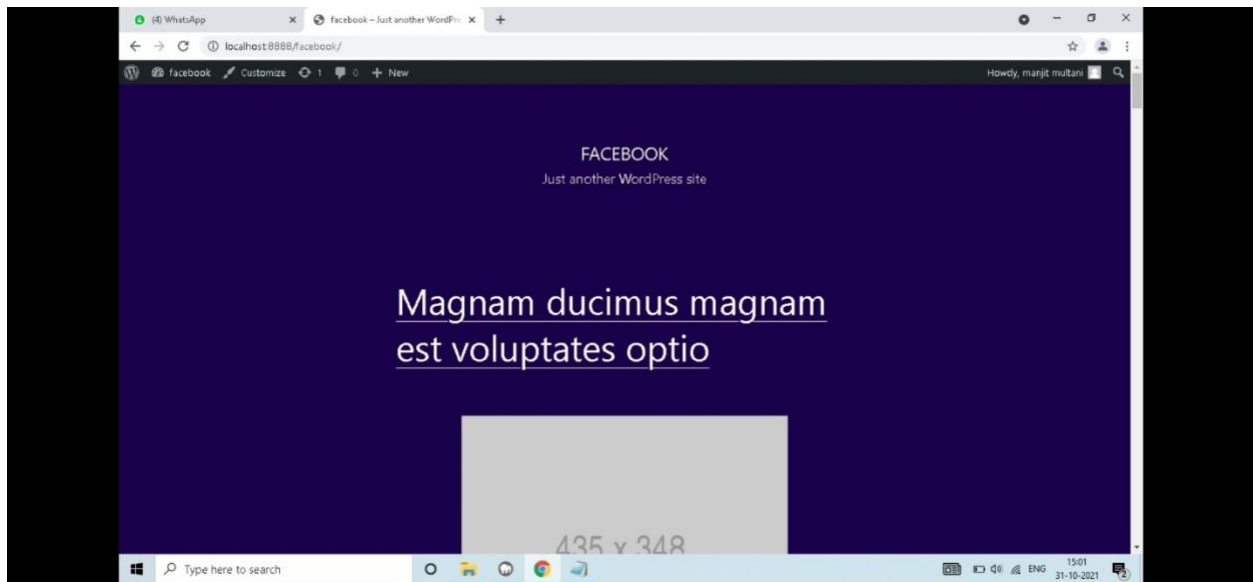 (4) WhatsApp
facebook – Just another WordPr
localhost:8888/facebook/
facebook Customize 1 0 New
Howdy, manjit multani
FACEBOOK
Just another WordPress site
Magnam ducimus magnam
est voluptates optio
435 x 348
Type here to search
ENG
15:01
31-10-2021
2